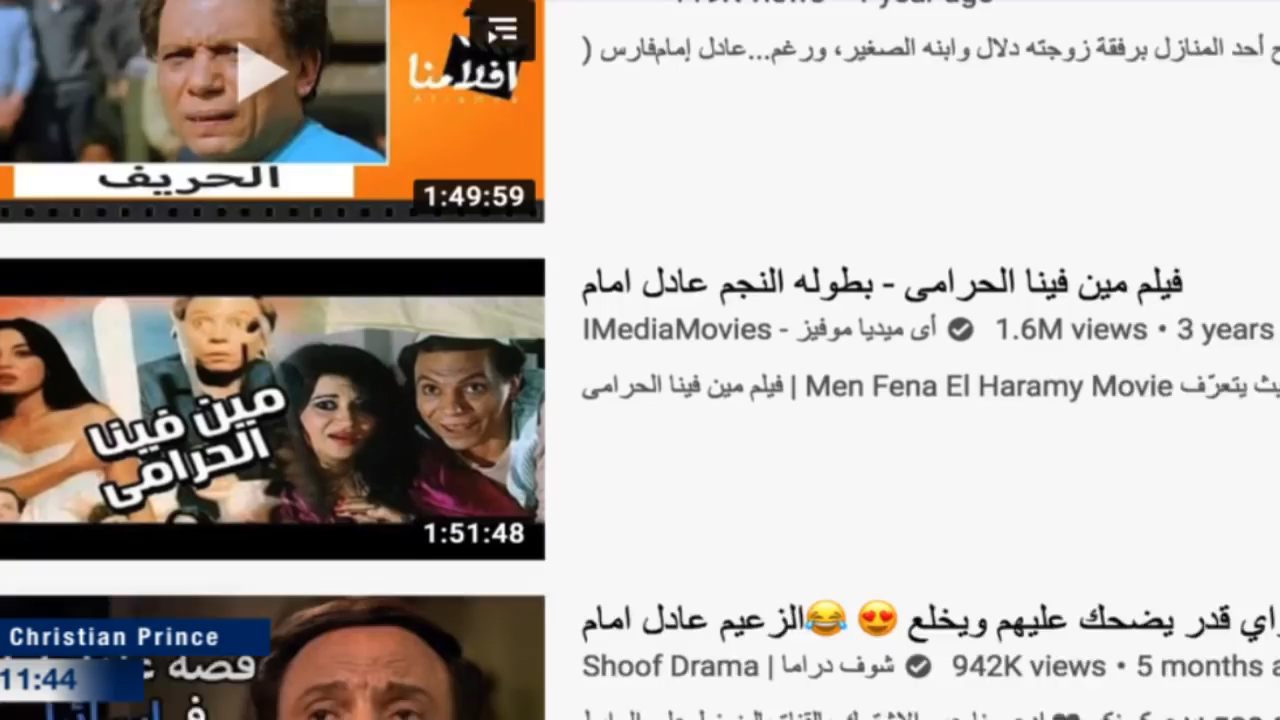 أحد المنازل برفقة زوجته دلال وابنه الصغير، ورغم...عادل إمامفارس (
افلامنا
الحريف
1:49:59
فيلم مين فينا الحرامى - بطوله النجم عادل امام
IMediaMovies - أى ميديا موفيز 1.6M views • 3 years
يتعرّف Men Fena El Haramy Movie | فيلم مين فينا الحرامى
مين فينا
الحرامى
1:51:48
اي قدر يضحك عليهم ويخلع 😍 😂الزعيم عادل امام
Shoof Drama | شوف دراما 942K views • 5 months
Christian Prince
قصة
11:44